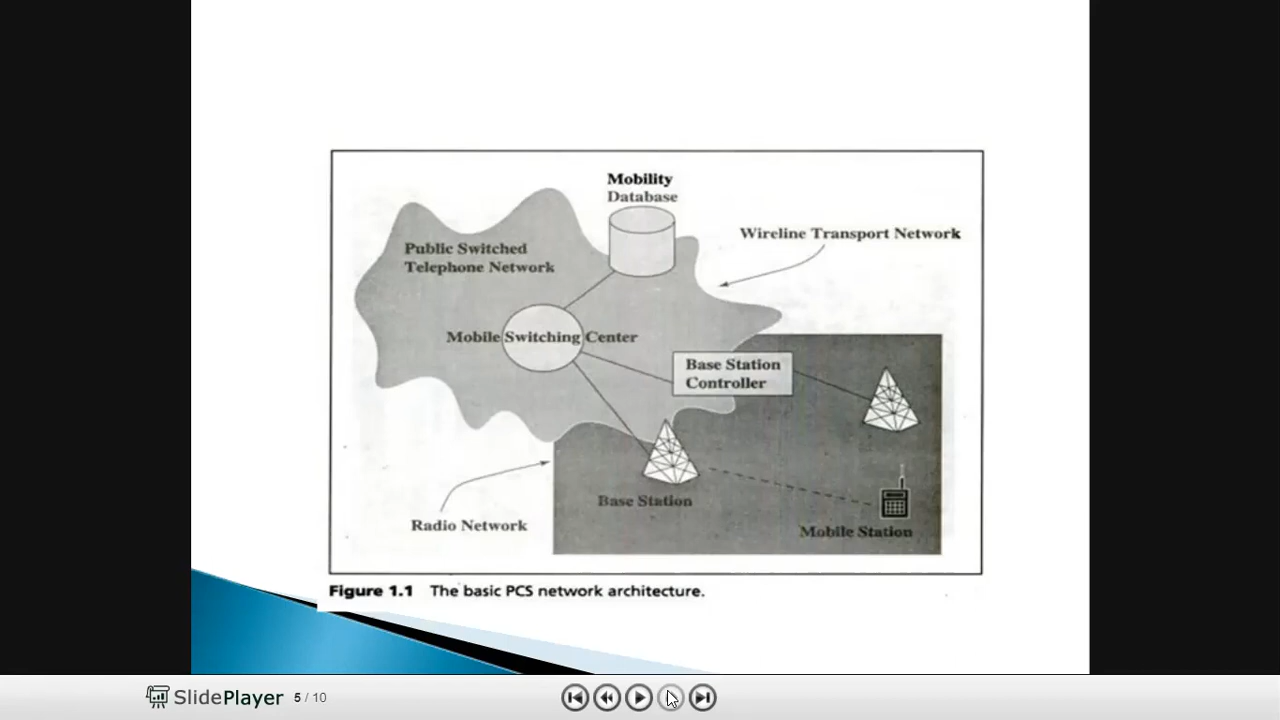 Mobility
Database
Public Switched
Telephone Network
Wireline Transport Network
Mobile Switching Center
Base Station
Controller
Base Station
Radio Network
Mobile Station
Figure 1.1 The basic PCS network architecture.
SlidePlayer 5 / 10